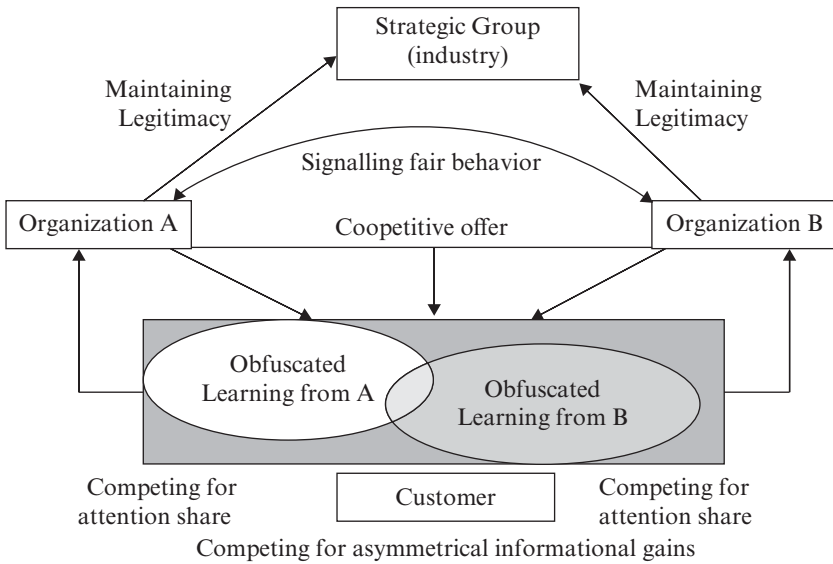 Strategic Group
(industry)
Maintaining
Legitimacy
Maintaining
Legitimacy
Signalling fair behavior
Organization A
Coopetitive offer
Organization B
Obfuscated
Learning from A
Obfuscated
Learning from B
Competing for
attention share
Customer
Competing for
attention share
Competing for asymmetrical informational gains